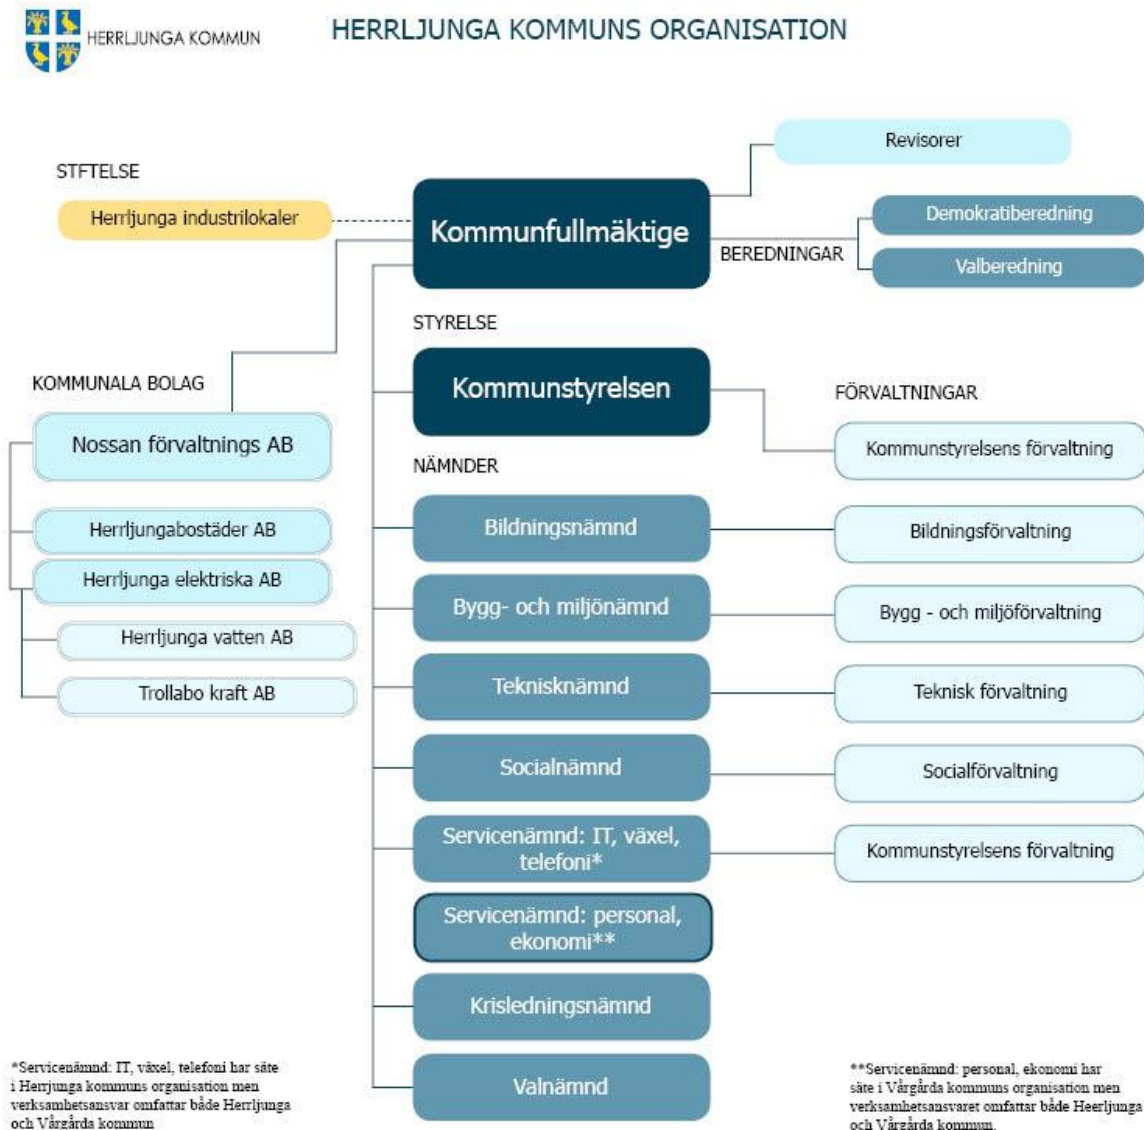 HERRLJUNGA KOMMUN
HERRLJUNGA KOMMUNS ORGANISATION
Revisorer
STFTELSE
Herrljunga industrilokaler
Kommunfullmäktige
BEREDNINGAR
Demokratiberedning
Valberedning
STYRELSE
Kommunstyrelsen
KOMMUNALA BOLAG
Nossan förvaltnings AB
Herrljungabostäder AB
Herrljunga elektriska AB
Herrljunga vatten AB
Trollabo kraft AB
NÄMNDER
Bildningsnämnd
Bygg- och miljönämnd
Teknisknämnd
Socialnämnd
Servicenämnd: IT, växel,
telefoni*
Servicenämnd: personal,
ekonomi**
Krisledningsnämnd
Valnämnd
FÖRVALTNINGAR
Kommunstyrelsens förvaltning
Bildningsförvaltning
Bygg - och miljöförvaltning
Teknisk förvaltning
Socialförvaltning
Kommunstyrelsens förvaltning
*Servicenämnd: IT, växel, telefoni har säte
i Herrjunga kommuns organisation men
verksamhetsansvar omfattar både Herrljunga
och Vårgårda kommun
**Servicenämnd: personal, ekonomi har
säte i Vårgårda kommuns organisation men
verksamhetsansvaret omfattar både Heerljunga
och Vårgårda kommun.